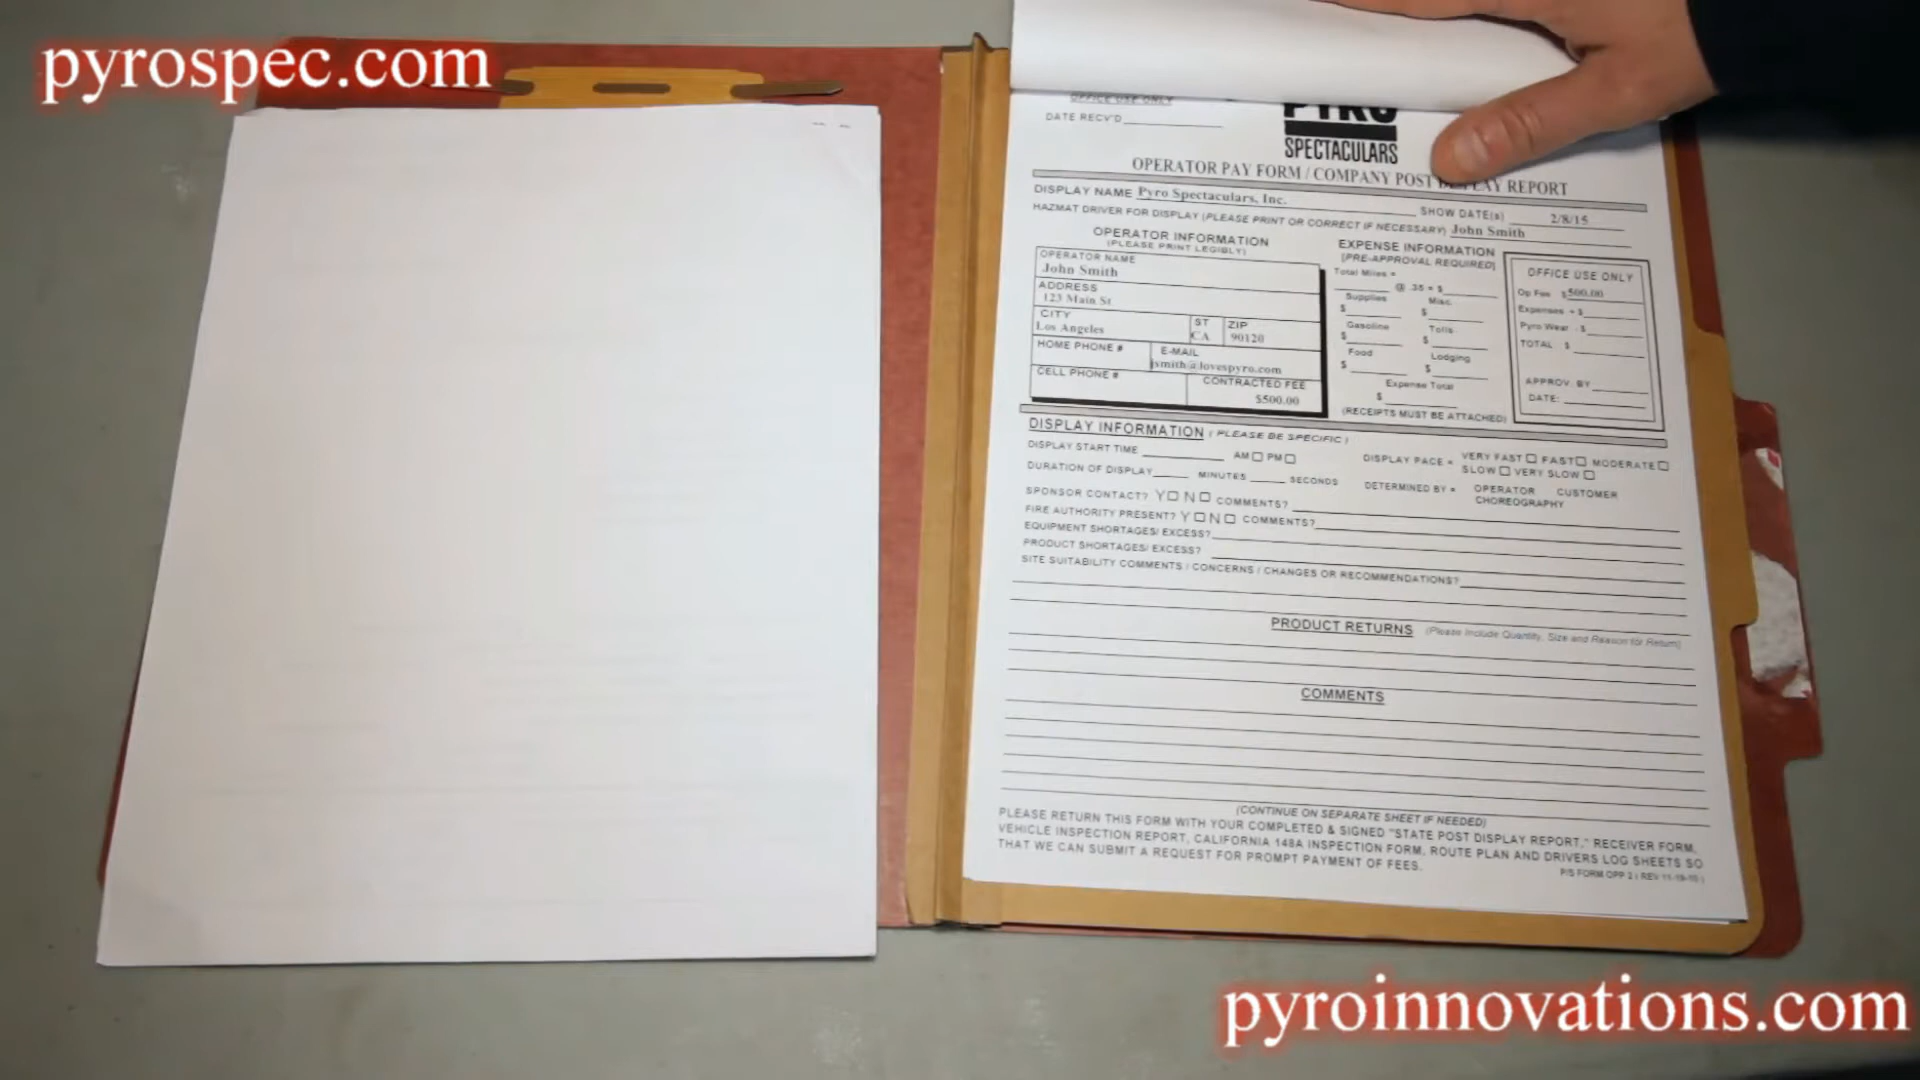 pyrospec.com
OFFICE USE ONLY
DATE RECV'D
PYRO
SPECTACULARS
OPERATOR PAY FORM / COMPANY POST DISPLAY REPORT
DISPLAY NAME Pyro Spectaculars, Inc. SHOW DATE(s) 2/8/15
HAZMAT DRIVER FOR DISPLAY (PLEASE PRINT OR CORRECT IF NECESSARY) John Smith
OPERATOR INFORMATION
(PLEASE PRINT LEGIBLY)
OPERATOR NAME
John Smith
ADDRESS
123 Main St
CITY ST ZIP
Los Angeles CA 90120
HOME PHONE # E-MAIL
jsmith@lovespyro.com
CELL PHONE # CONTRACTED FEE
$500.00
EXPENSE INFORMATION
(PRE-APPROVAL REQUIRED)
Total Miles =
@ .35 = $
Supplies Misc.
$ $
Gasoline Tolls
$ $
Food Lodging
$ $
Expense Total
$
(RECEIPTS MUST BE ATTACHED)
OFFICE USE ONLY
Op Fee $500.00
Expenses + $
Pyro Wear - $
TOTAL $
APPROV. BY
DATE:
DISPLAY INFORMATION ( PLEASE BE SPECIFIC )
DISPLAY START TIME AM PM DISPLAY PACE = VERY FAST FAST MODERATE
SLOW VERY SLOW
DURATION OF DISPLAY MINUTES SECONDS DETERMINED BY = OPERATOR CUSTOMER
CHOREOGRAPHY
SPONSOR CONTACT? Y N COMMENTS?
FIRE AUTHORITY PRESENT? Y N COMMENTS?
EQUIPMENT SHORTAGES/ EXCESS?
PRODUCT SHORTAGES/ EXCESS?
SITE SUITABILITY COMMENTS / CONCERNS / CHANGES OR RECOMMENDATIONS?
PRODUCT RETURNS (Please Include Quantity, Size and Reason for Return)
COMMENTS
(CONTINUE ON SEPARATE SHEET IF NEEDED)
PLEASE RETURN THIS FORM WITH YOUR COMPLETED & SIGNED "STATE POST DISPLAY REPORT," RECEIVER FORM,
VEHICLE INSPECTION REPORT, CALIFORNIA 148A INSPECTION FORM, ROUTE PLAN AND DRIVERS LOG SHEETS SO
THAT WE CAN SUBMIT A REQUEST FOR PROMPT PAYMENT OF FEES.
P/S FORM OPP 2 ( REV 11-19-10 )
pyroinnovations.com